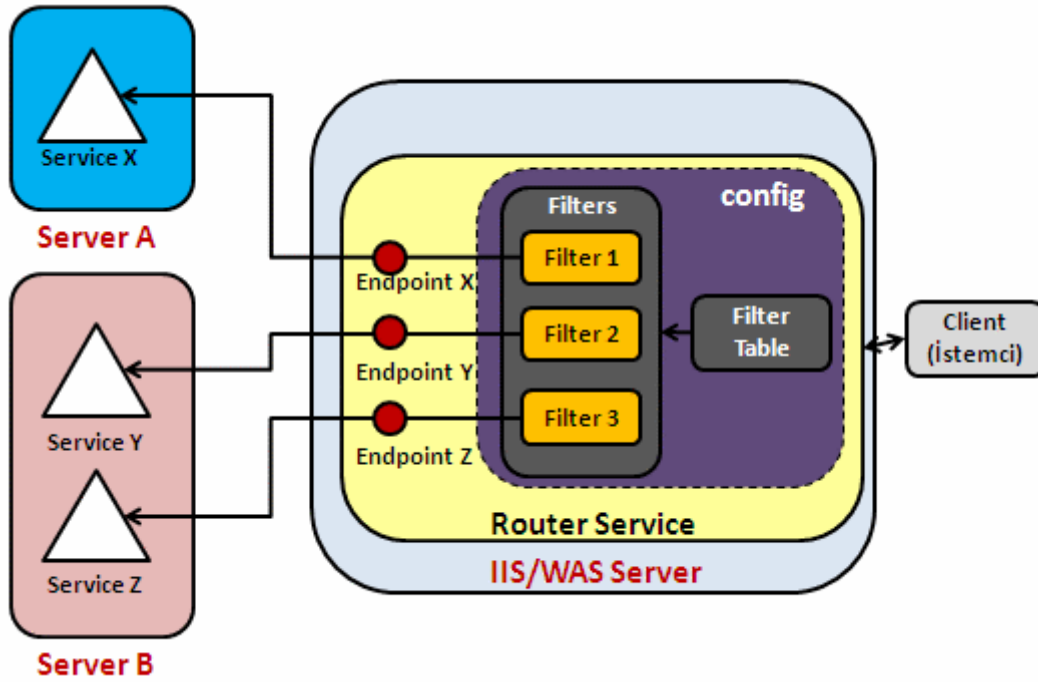 Service X
Server A
Service Y
Service Z
Server B
config
Filters
Filter 1
Endpoint X
Filter 2
Endpoint Y
Filter 3
Endpoint Z
Filter
Table
Router Service
IIS/WAS Server
Client
(İstemci)